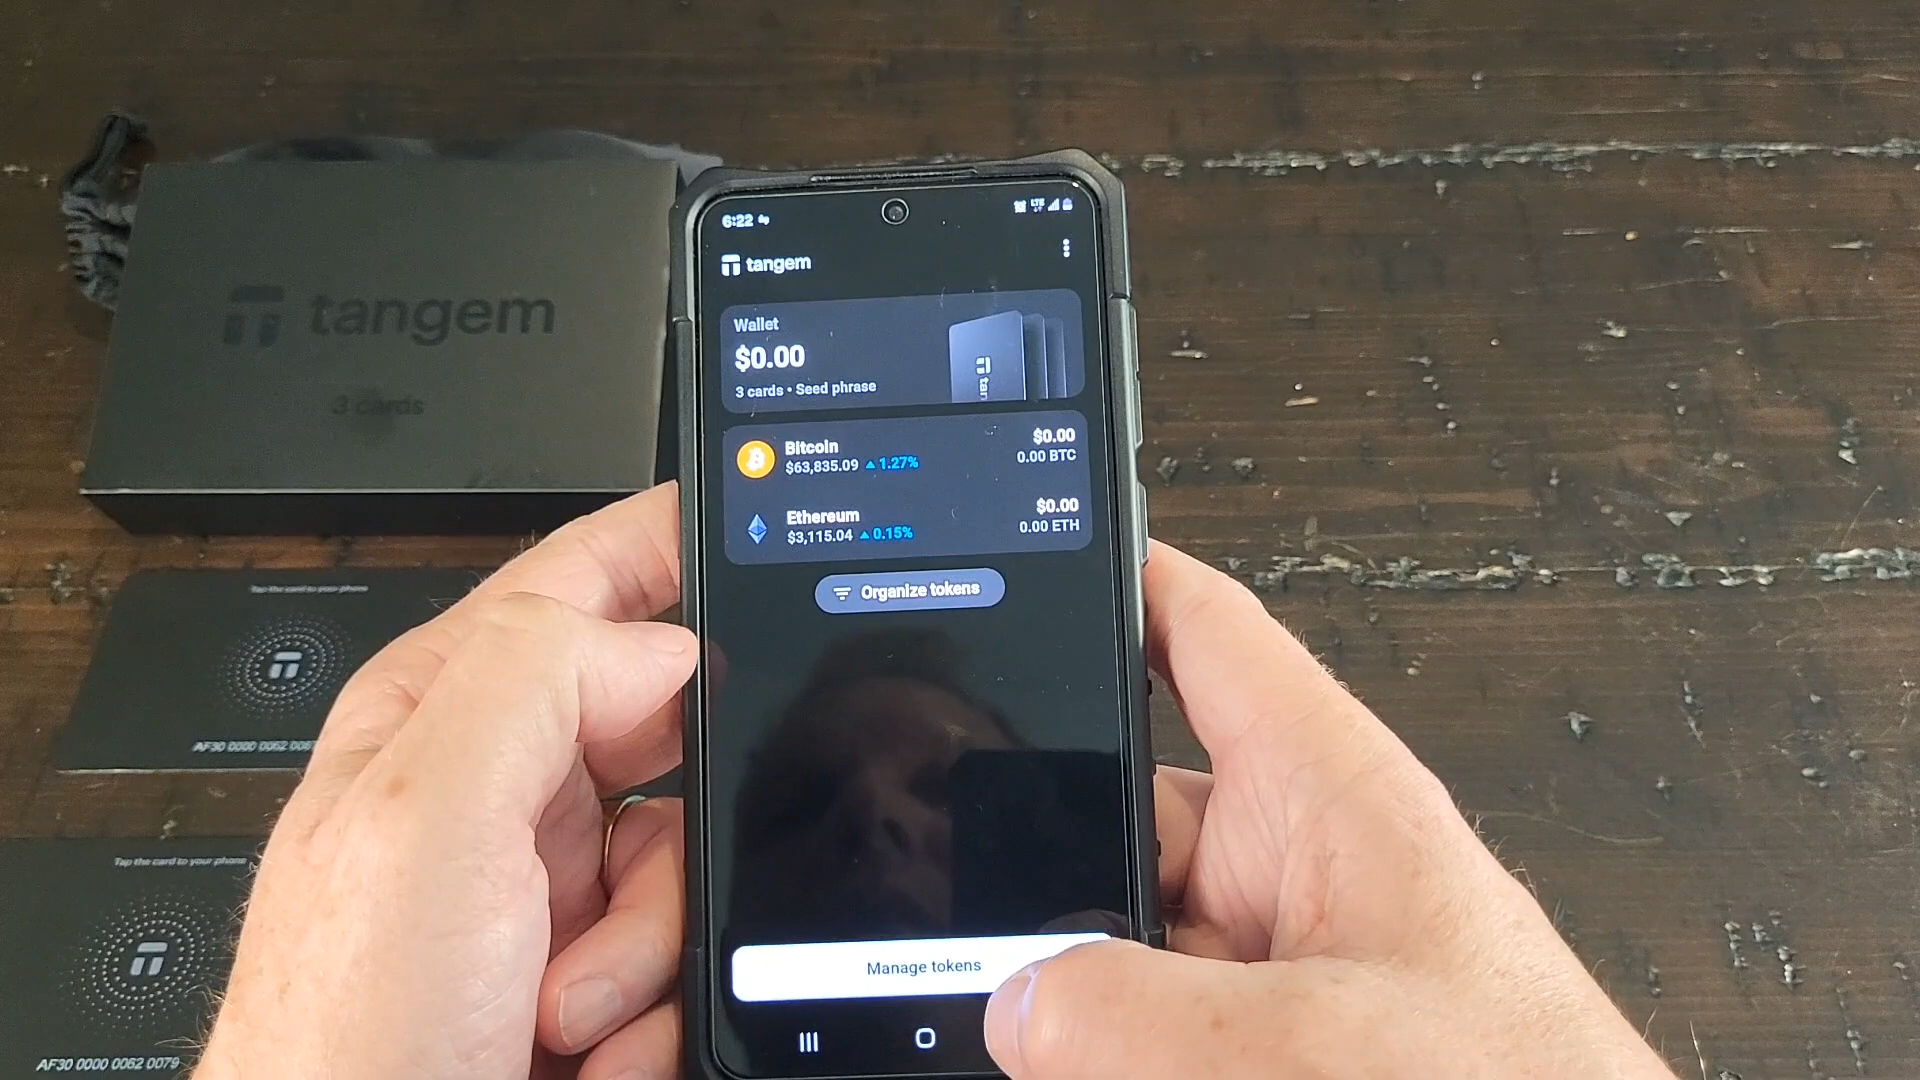 tangem
3 cards
Tap the card to your phone
AF30 0000 0062
Tap the card to your phone
AF30 0000 0062 0079
6:22
LTE
tangem
Wallet
$0.00
3 cards • Seed phrase
tan
Bitcoin
$63,835.09 ▲ 1.27%
$0.00
0.00 BTC
Ethereum
$3,115.04 ▲ 0.15%
$0.00
0.00 ETH
Organize tokens
Manage tokens